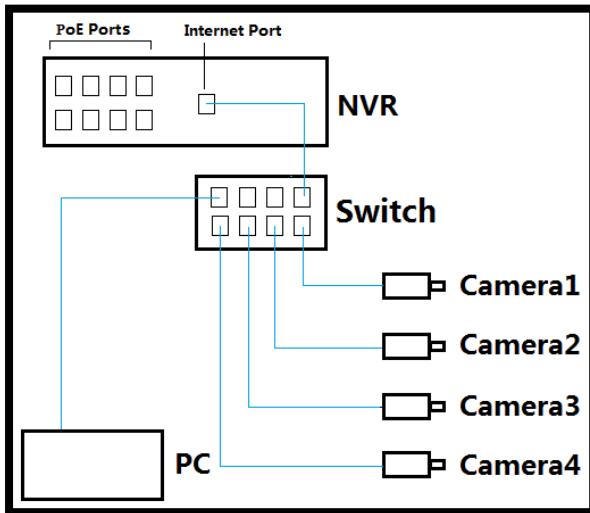 PoE Ports
Internet Port
NVR
Switch
Camera1
Camera2
Camera3
PC
Camera4